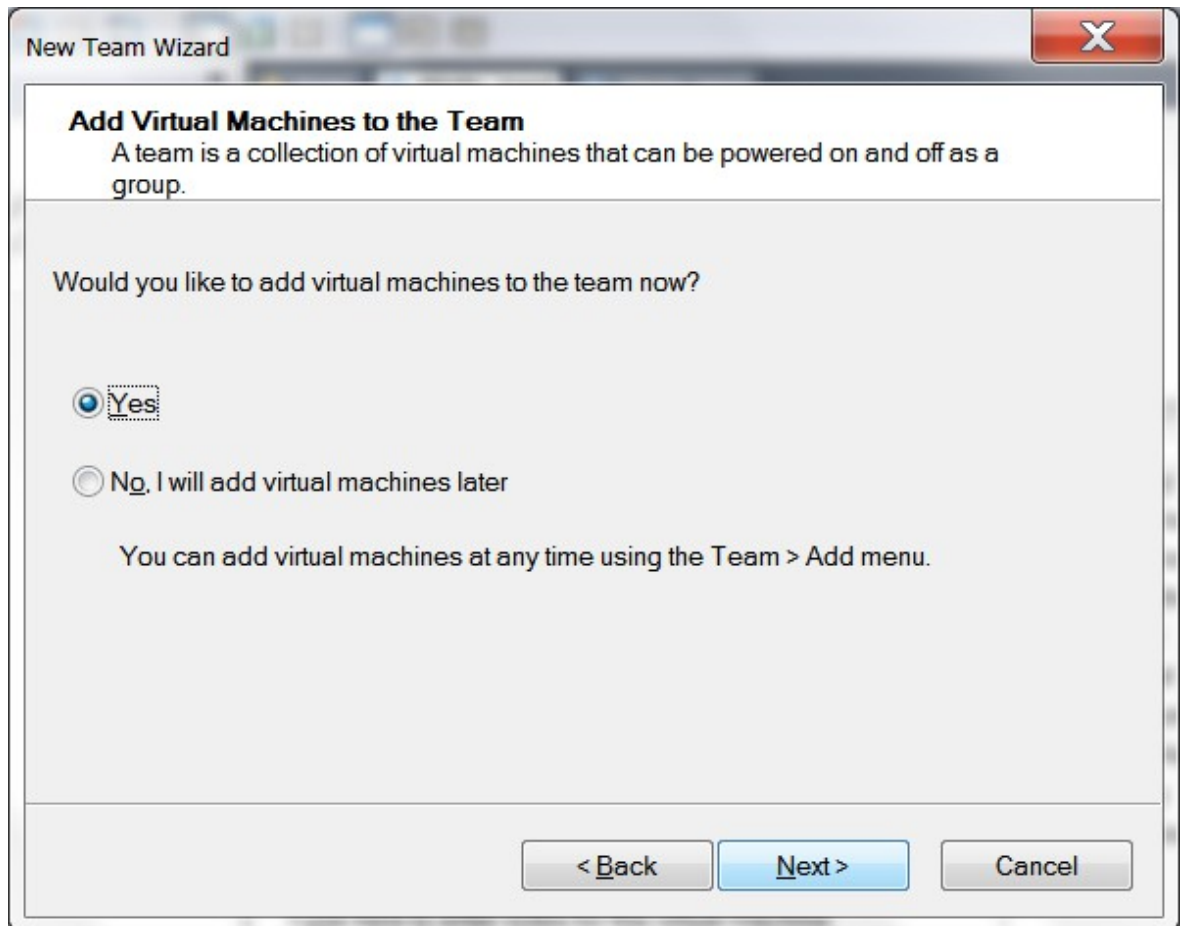 New Team Wizard
Add Virtual Machines to the Team
A team is a collection of virtual machines that can be powered on and off as a
group.
Would you like to add virtual machines to the team now?
Yes
No, I will add virtual machines later
You can add virtual machines at any time using the Team > Add menu.
< Back Next > Cancel